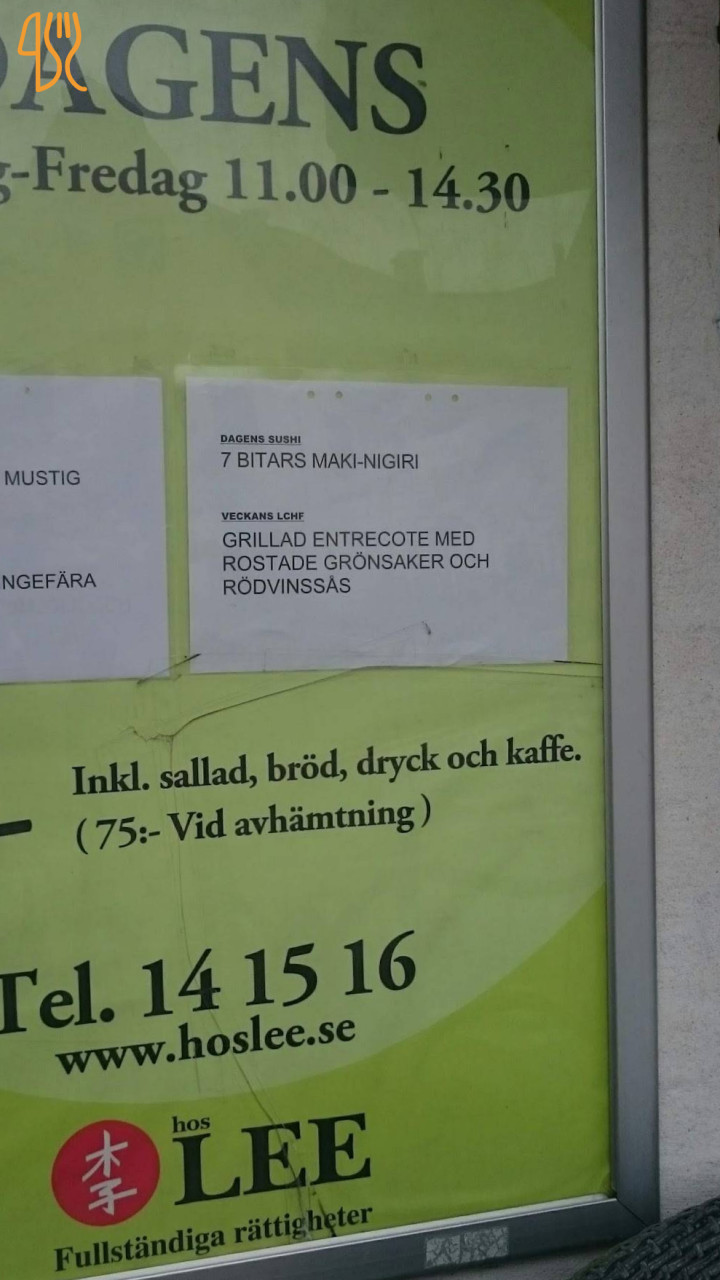 DAGENS
g-Fredag 11.00 - 14.30
MUSTIG
NGEFÄRA
DAGENS SUSHI
7 BITARS MAKI-NIGIRI
VECKANS LCHF
GRILLAD ENTRECOTE MED
ROSTADE GRÖNSAKER OCH
RÖDVINSSÅS
Inkl. sallad, bröd, dryck och kaffe.
( 75:- Vid avhämtning )
Tel. 14 15 16
www.hoslee.se
李
hos
LEE
Fullständiga rättigheter